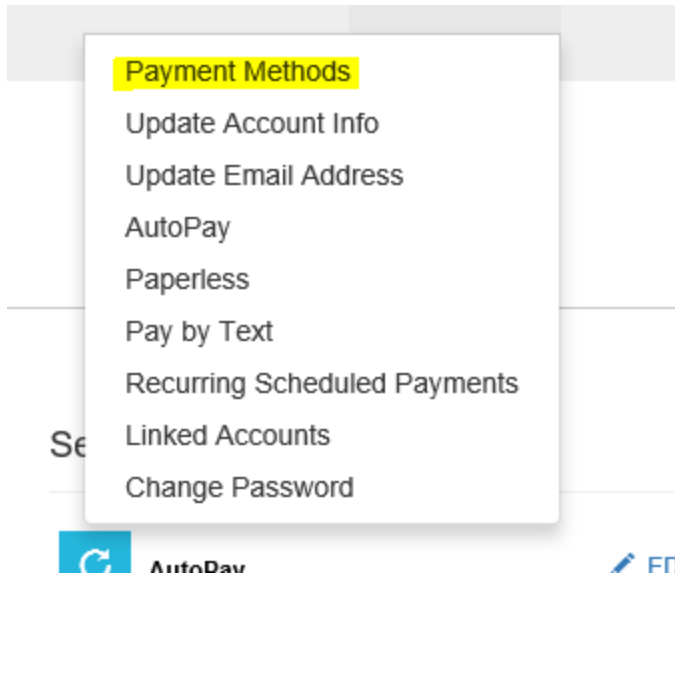 Payment Methods
Update Account Info
Update Email Address
AutoPay
Paperless
Pay by Text
Recurring Scheduled Payments
Linked Accounts
Change Password
AutoPay